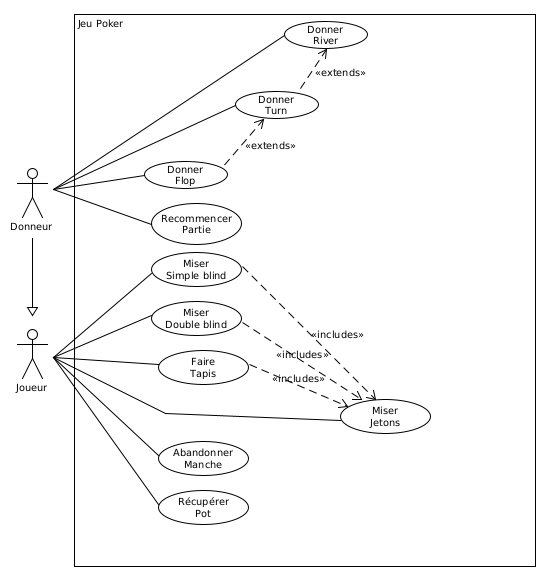 Jeu Poker
Donner
River
«extends»
Donner
Turn
«extends»
Donner
Flop
Donneur
Recommencer
Partie
Miser
Simple blind
Miser
Double blind
«includes»
«includes»
Faire
Tapis
«includes»
Joueur
Miser
Jetons
Abandonner
Manche
Récupérer
Pot